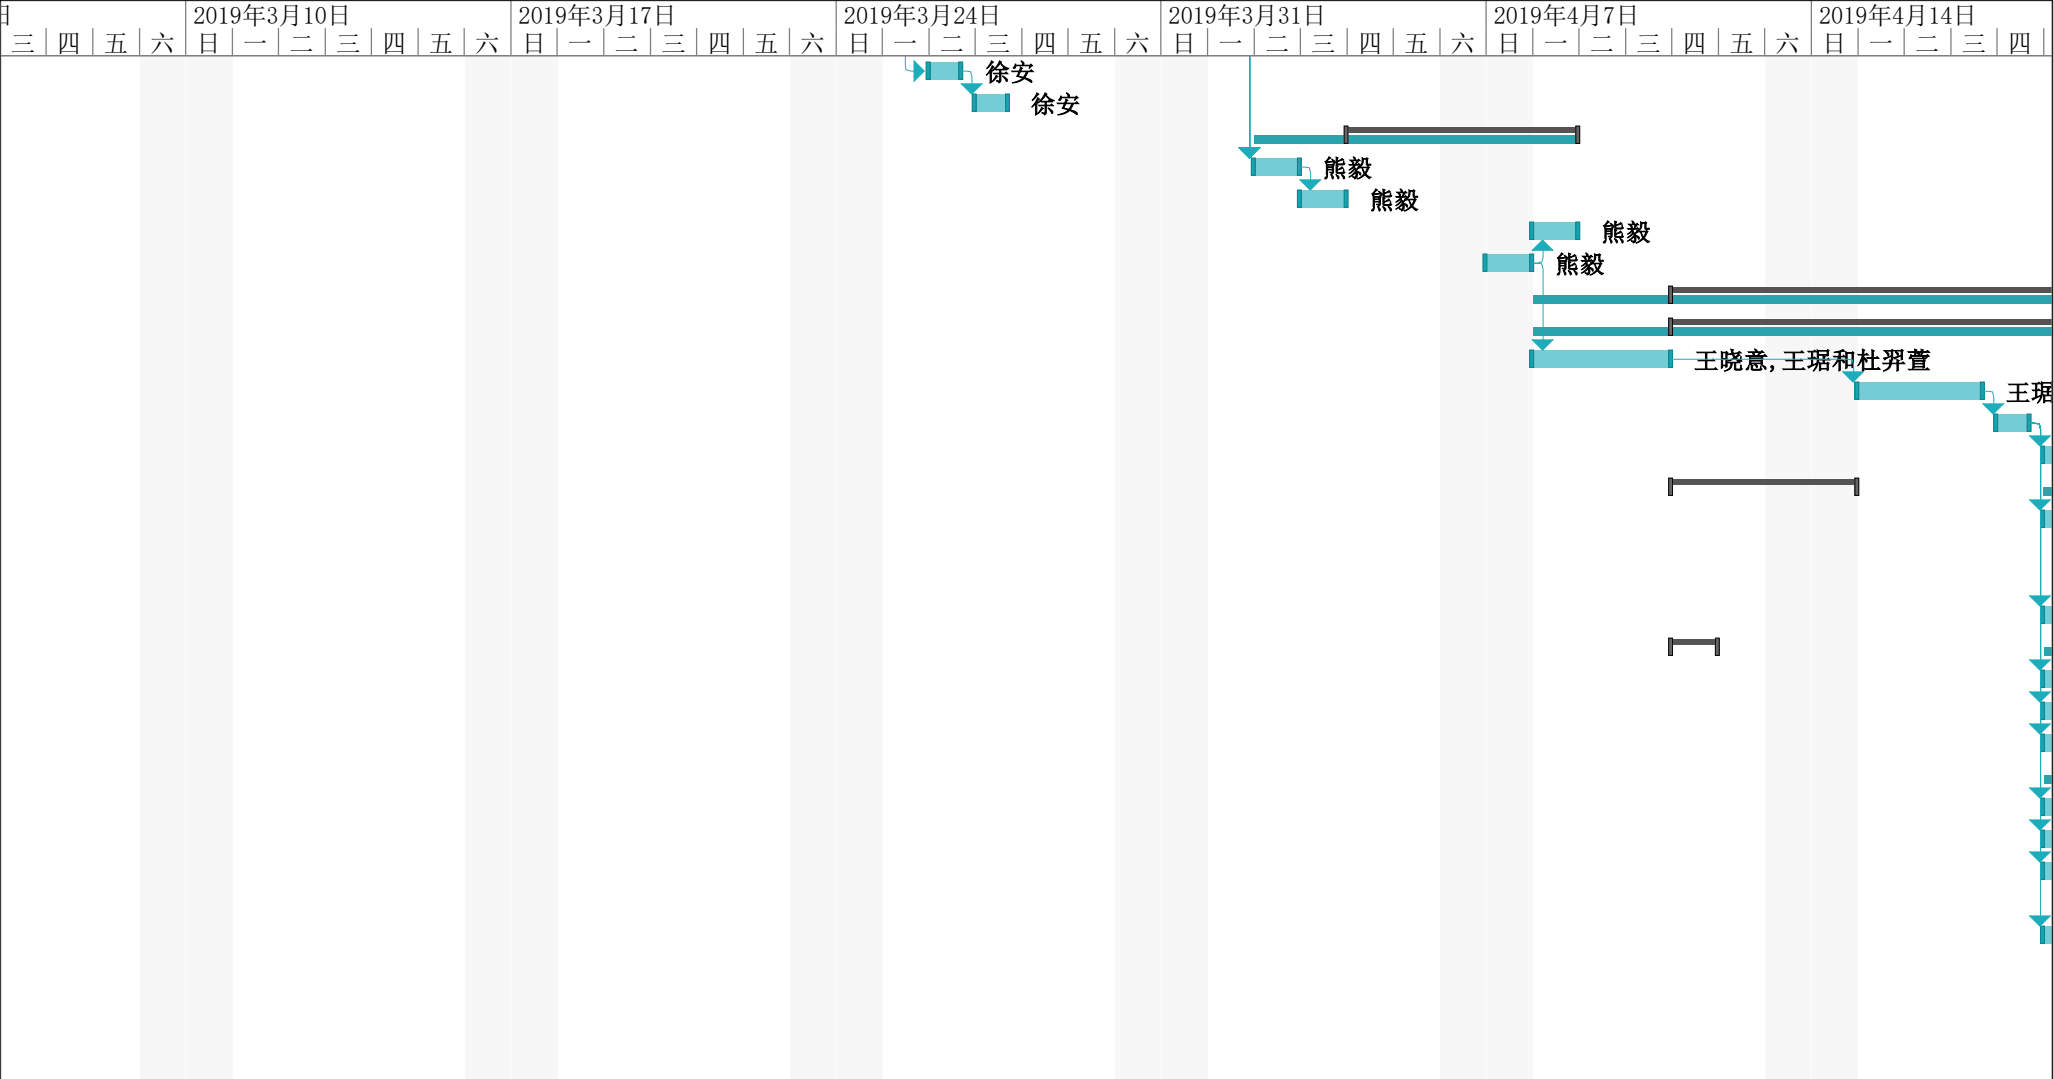 日 2019年3月10日 2019年3月17日 2019年3月24日 2019年3月31日 2019年4月7日 2019年4月14日
三 四 五 六 日 一 二 三 四 五 六 日 一 二 三 四 五 六 日 一 二 三 四 五 六 日 一 二 三 四 五 六 日 一 二 三 四 五 六 日 一 二 三 四
徐安
徐安
熊毅
熊毅
熊毅
熊毅
王晓意，王琚和杜羿萱
王琚